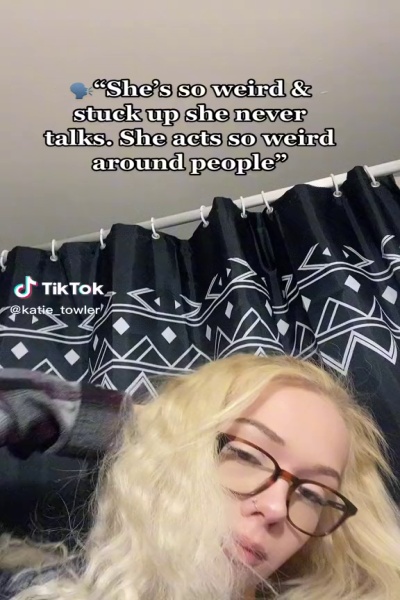 🗣️“She’s so weird &
stuck up she never
talks. She acts so weird
around people”
TikTok
@katie_towler